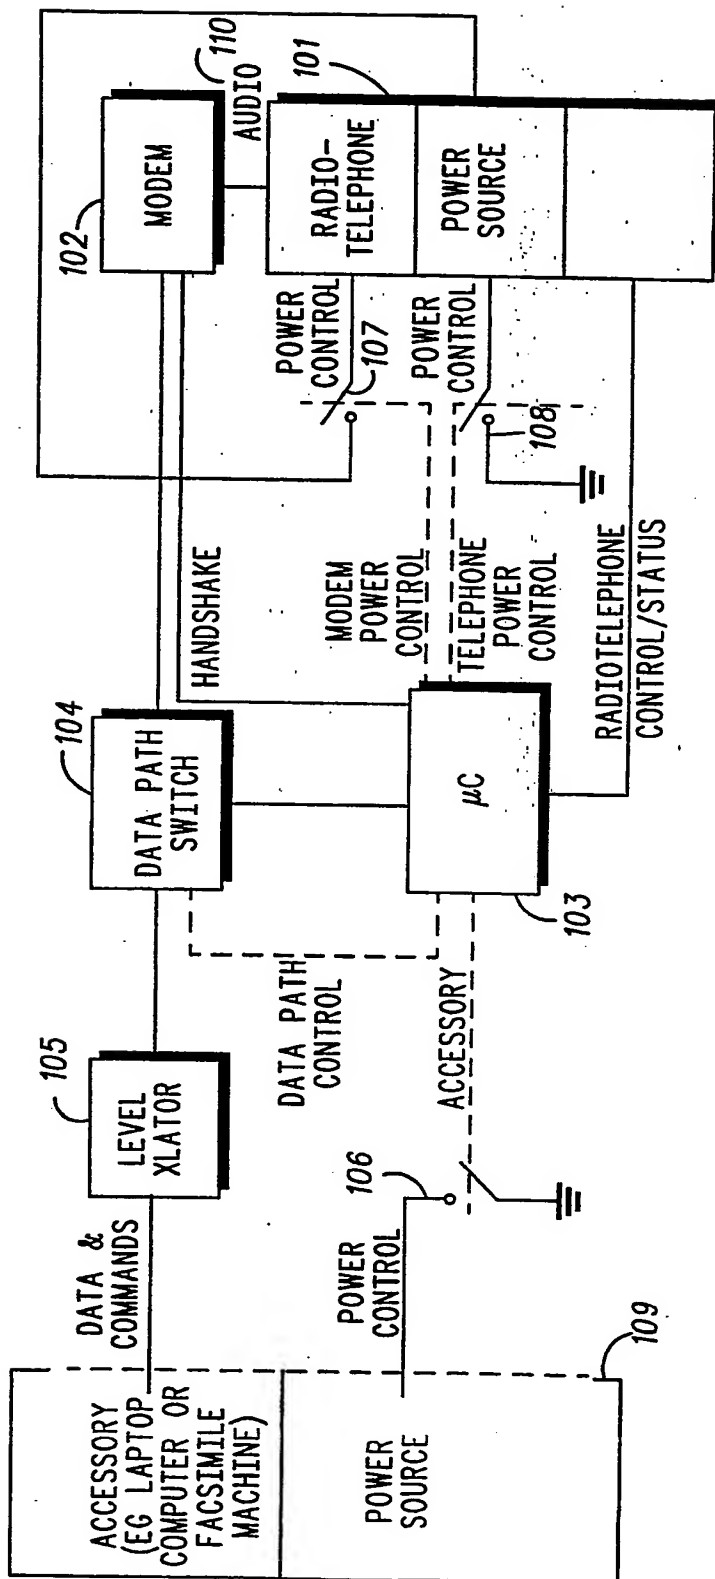 ACCESSORY
(EG LAPTOP
COMPUTER OR
FACSIMILE
MACHINE)
POWER
SOURCE
109
DATA &
COMMANDS
105
LEVEL
XLATOR
POWER
CONTROL
106
ACCESSORY
DATA PATH
CONTROL
104
DATA PATH
SWITCH
103
µC
HANDSHAKE
MODEM
POWER
CONTROL
TELEPHONE
POWER
CONTROL
RADIOTELEPHONE
CONTROL/STATUS
102
MODEM
110
AUDIO
101
RADIO-
TELEPHONE
POWER
SOURCE
POWER
CONTROL
107
POWER
CONTROL
108